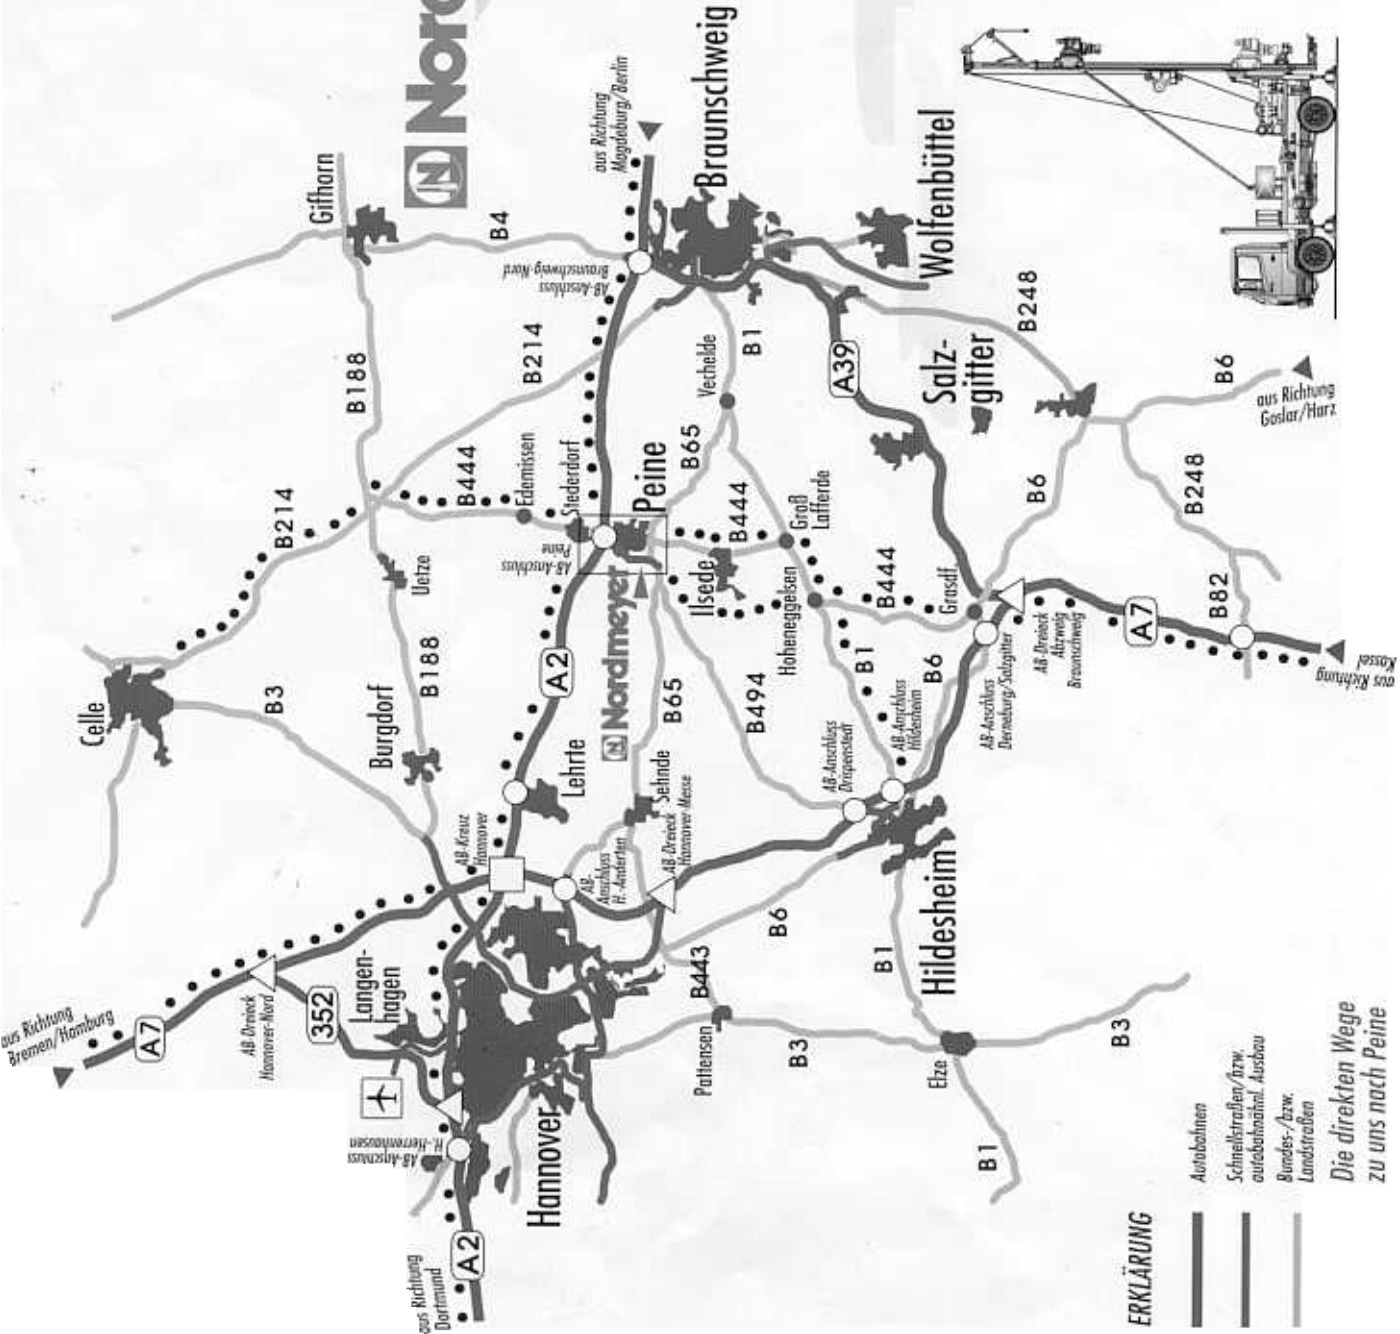 aus Richtung
Bremen/Hamburg
A7
AB-Dreieck
Hannover-Nord
352
Langen-
hagen
AB-Anschluss
H.-Herrenhausen
aus Richtung
Dortmund
A2
Hannover
AB-Kreuz
Hannover
AB-
Anschluss
H.-Anderten
AB-Dreieck
Hannover Messe
Celle
B3
Burgdorf
B188
Uetze
B214
B188
Gifhorn
B4
B214
B444
Edemissen
Stederdorf
AB-Anschluss
Peine
Peine
A2
Lehrte
Sehnde
B65
N Nordmeyer
N Nord
aus Richtung
Magdeburg/Berlin
AB-Anschluss
Braunschweig-Nord
Braunschweig
Wolfenbüttel
Vechelde
B1
B65
B444
Ilsede
Groß
Lafferde
Hoheneggelsen
B444
Grasdf.
A39
Salz-
gitter
B248
B6
aus Richtung
Goslar/Harz
B6
B248
B82
A7
aus Richtung
Kassel
AB-Dreieck
Abzweig
Braunschweig
AB-Anschluss
Derneburg/Salzgitter
B6
B1
AB-Anschluss
Hildesheim
AB-Anschluss
Drispenstedt
B494
Hildesheim
B6
B443
Pattensen
B3
B1
Elze
B3
B1
ERKLÄRUNG
Autobahnen
Schnellstraßen/bzw.
autobahnähnl. Ausbau
Bundes-/bzw.
Landstraßen
Die direkten Wege
zu uns nach Peine